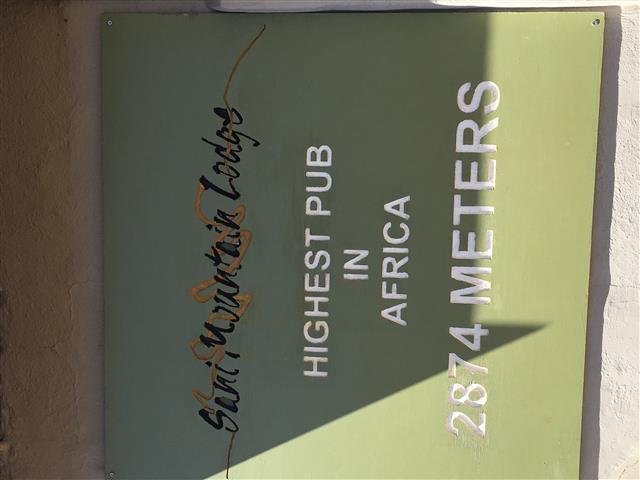 Sani Mountain Lodge
HIGHEST PUB
IN
AFRICA
2874 METERS